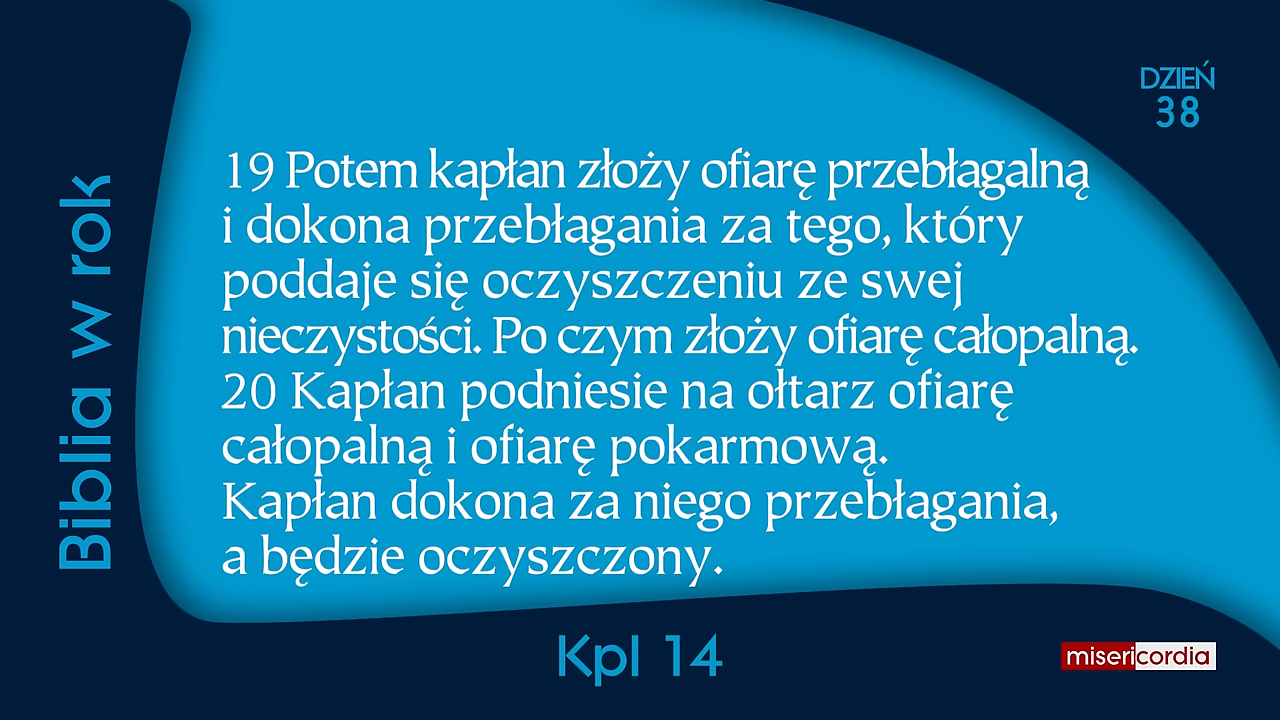 DZIEŃ
38
Biblia w rok
19 Potem kapłan złoży ofiarę przebłagalną
i dokona przebłagania za tego, który
poddaje się oczyszczeniu ze swej
nieczystości. Po czym złoży ofiarę całopalną.
20 Kapłan podniesie na ołtarz ofiarę
całopalną i ofiarę pokarmową.
Kapłan dokona za niego przebłagania,
a będzie oczyszczony.
Kpl 14
misericordia